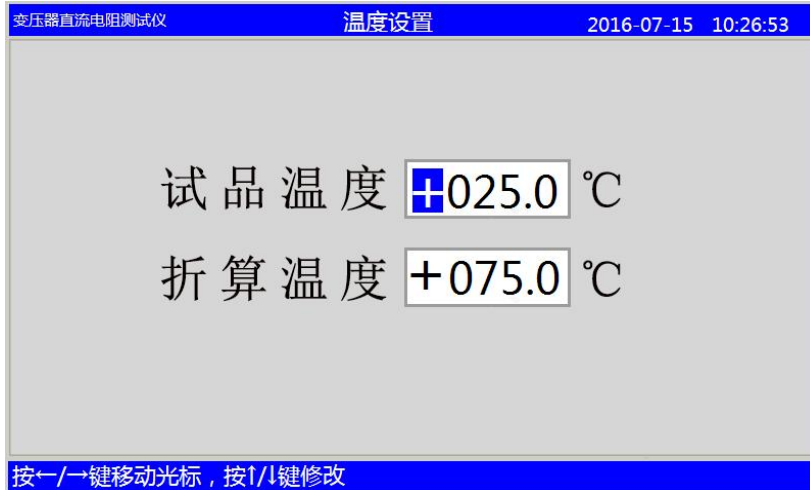 变压器直流电阻测试仪 温度设置 2016-07-15 10:26:53
试品温度 +025.0 ℃
折算温度 +075.0 ℃
按←/→键移动光标，按↑/↓键修改